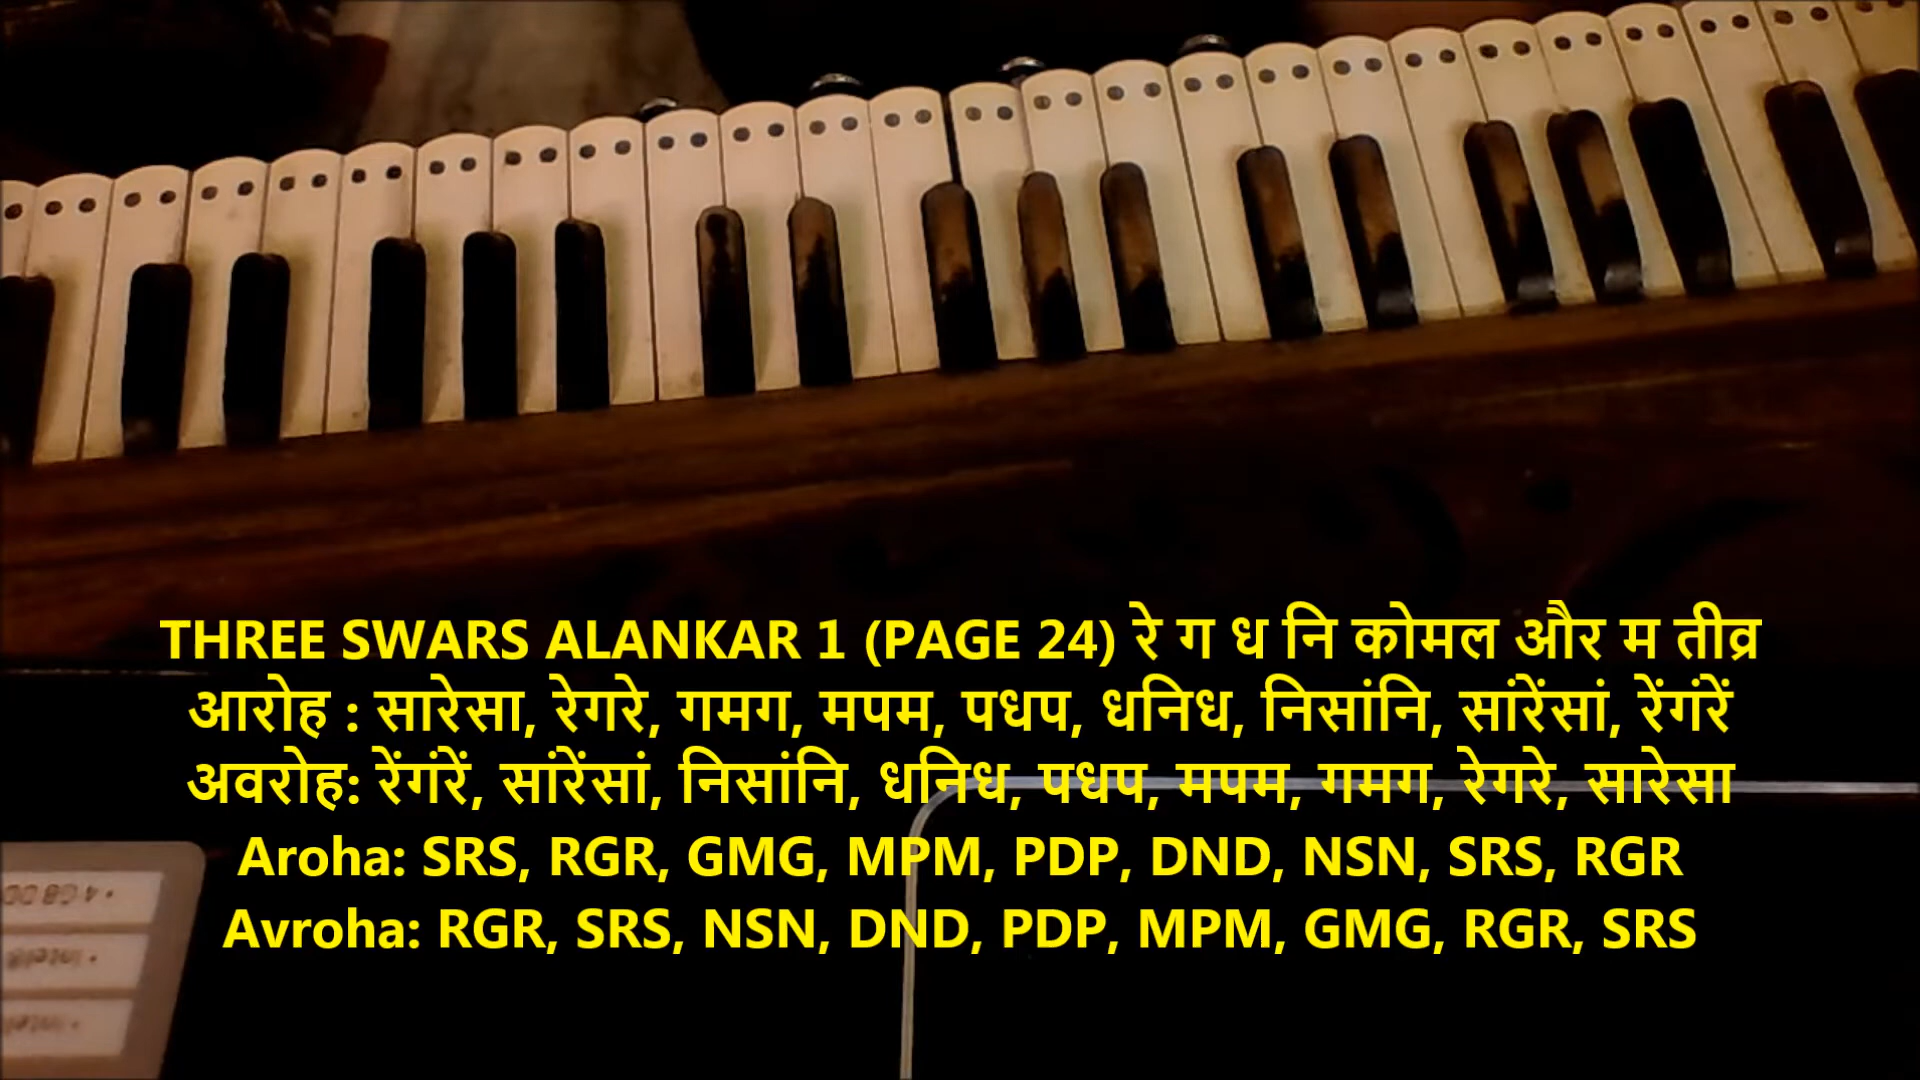 THREE SWARS ALANKAR 1 (PAGE 24) रे ग ध नि कोमल और म तीव्र
आरोह : सारेसा, रेगरे, गमग, मपम, पधप, धनिध, निसांनि, सांरेंसां, रेंगंरें
अवरोह: रेंगंरें, सांरेंसां, निसांनि, धनिध, पधप, मपम, गमग, रेगरे, सारेसा
Aroha: SRS, RGR, GMG, MPM, PDP, DND, NSN, SRS, RGR
Avroha: RGR, SRS, NSN, DND, PDP, MPM, GMG, RGR, SRS